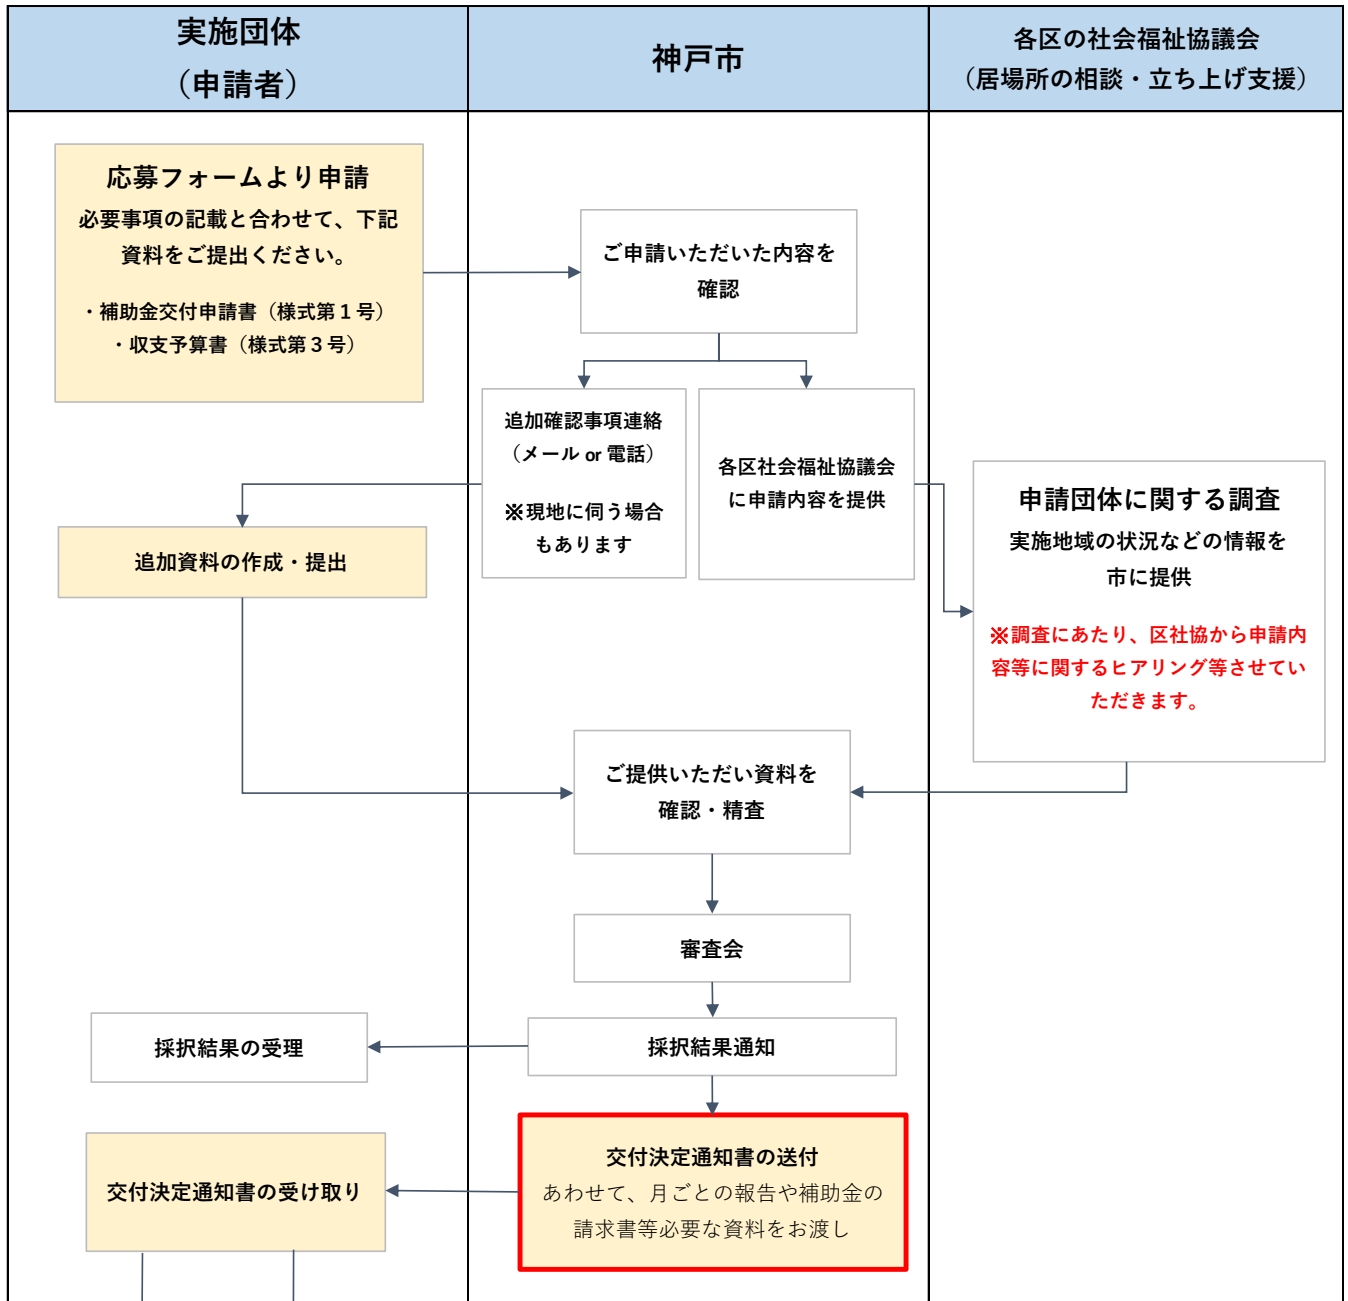 実施団体
（申請者）
神戸市
各区の社会福祉協議会
（居場所の相談・立ち上げ支援）
応募フォームより申請
必要事項の記載と合わせて、下記
資料をご提出ください。
・補助金交付申請書（様式第１号）
・収支予算書（様式第３号）
ご申請いただいた内容を
確認
追加確認事項連絡
（メール or 電話）
※現地に伺う場合
もあります
各区社会福祉協議会
に申請内容を提供
申請団体に関する調査
実施地域の状況などの情報を
市に提供
※調査にあたり、区社協から申請内
容等に関するヒアリング等させてい
ただきます。
追加資料の作成・提出
ご提供いただい資料を
確認・精査
審査会
採択結果の受理
採択結果通知
交付決定通知書の受け取り
交付決定通知書の送付
あわせて、月ごとの報告や補助金の
請求書等必要な資料をお渡し